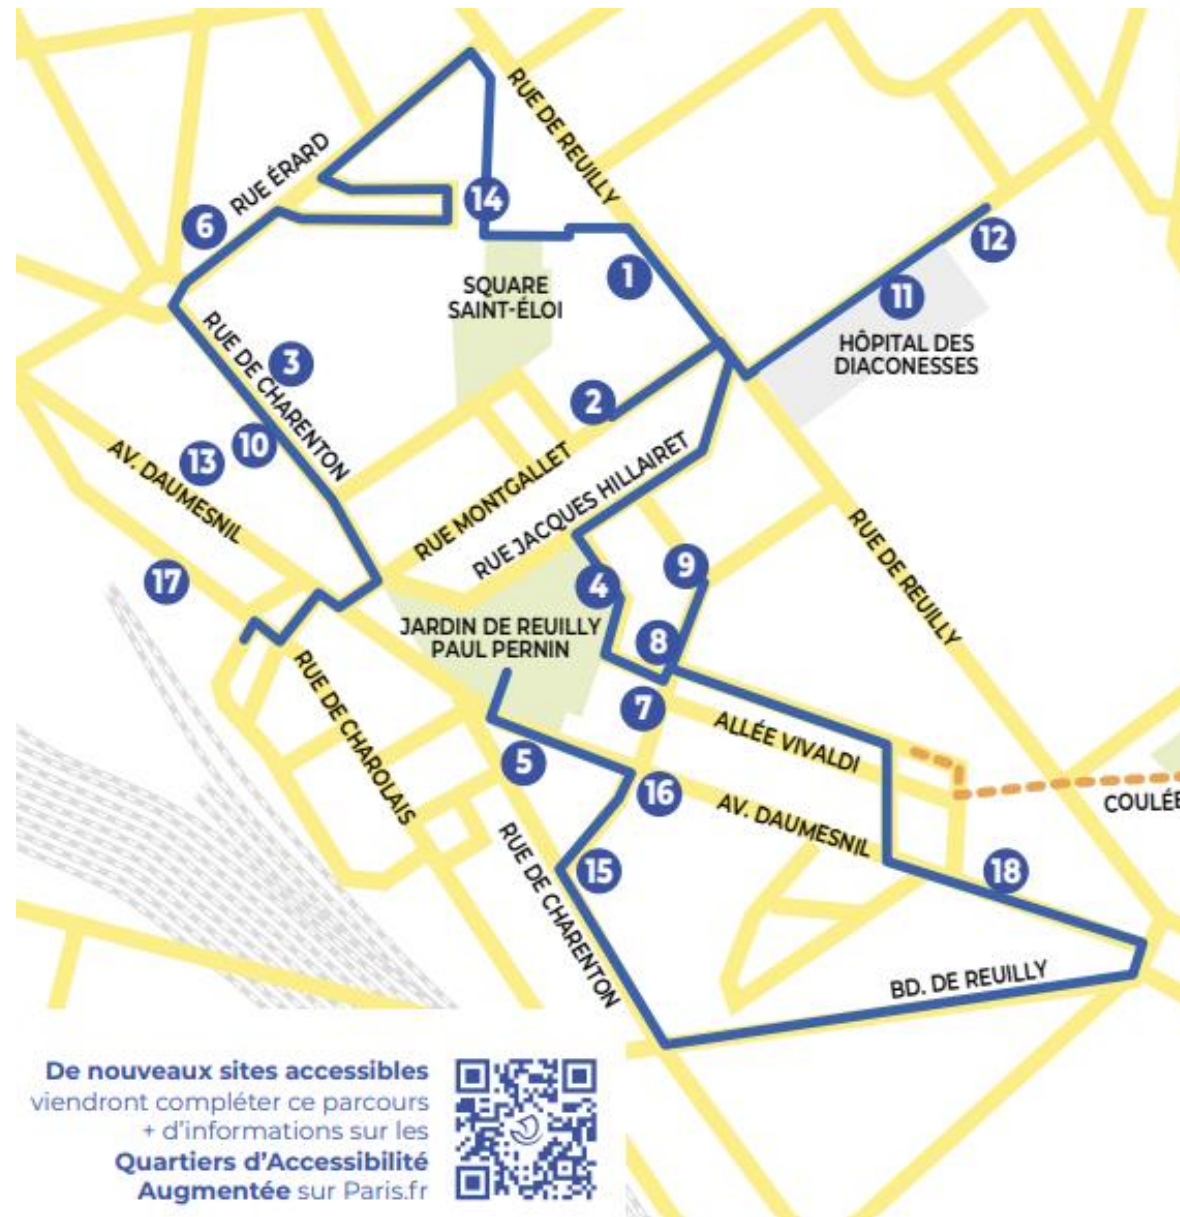 RUE DE REUILLY
RUE ÉRARD
14
6
12
1
SQUARE
SAINT-ÉLOI
11
HÔPITAL DES
DIACONESSES
RUE DE CHARENTON
3
2
10
13
AV. DAUMESNIL
RUE MONTGALLET
RUE JACQUES HILLAIRET
RUE DE REUILLY
17
4
9
JARDIN DE REUILLY
PAUL PERNIN
8
7
RUE DE CHAROLAIS
ALLÉE VIVALDI
5
16
AV. DAUMESNIL
COULÉE
15
18
RUE DE CHARENTON
BD. DE REUILLY
De nouveaux sites accessibles
viendront compléter ce parcours
+ d’informations sur les
Quartiers d’Accessibilité
Augmentée sur Paris.fr